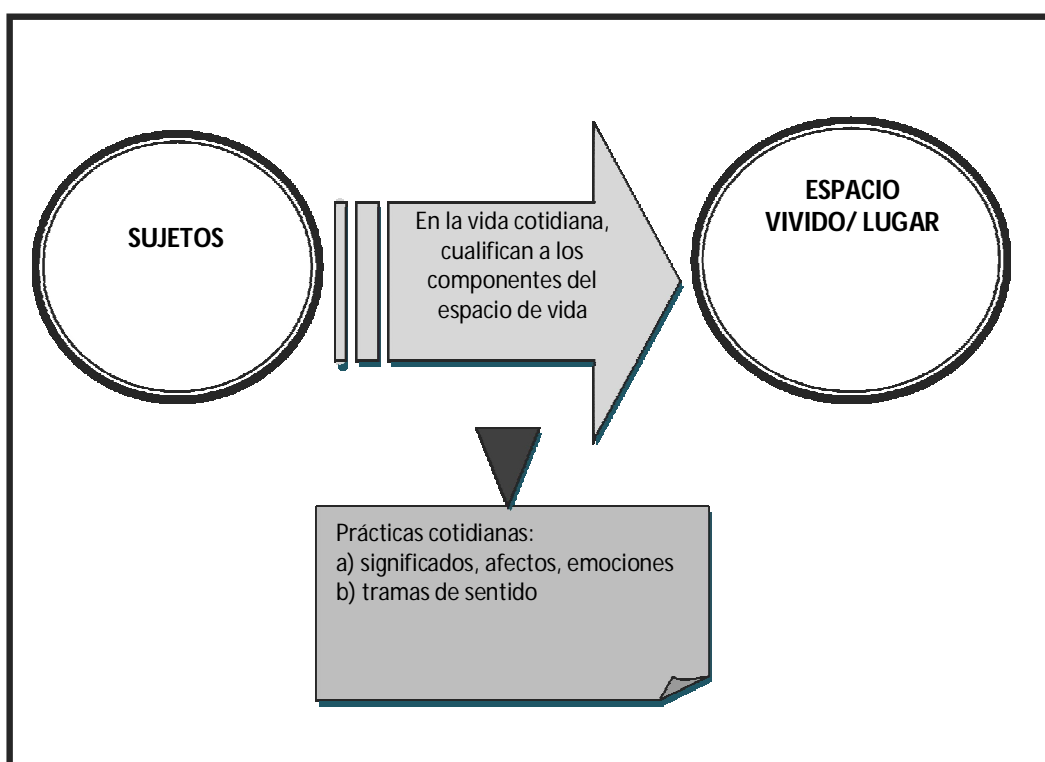 SUJETOS
En la vida cotidiana,
cualifican a los
componentes del
espacio de vida
ESPACIO
VIVIDO/ LUGAR
Prácticas cotidianas:
a) significados, afectos, emociones
b) tramas de sentido